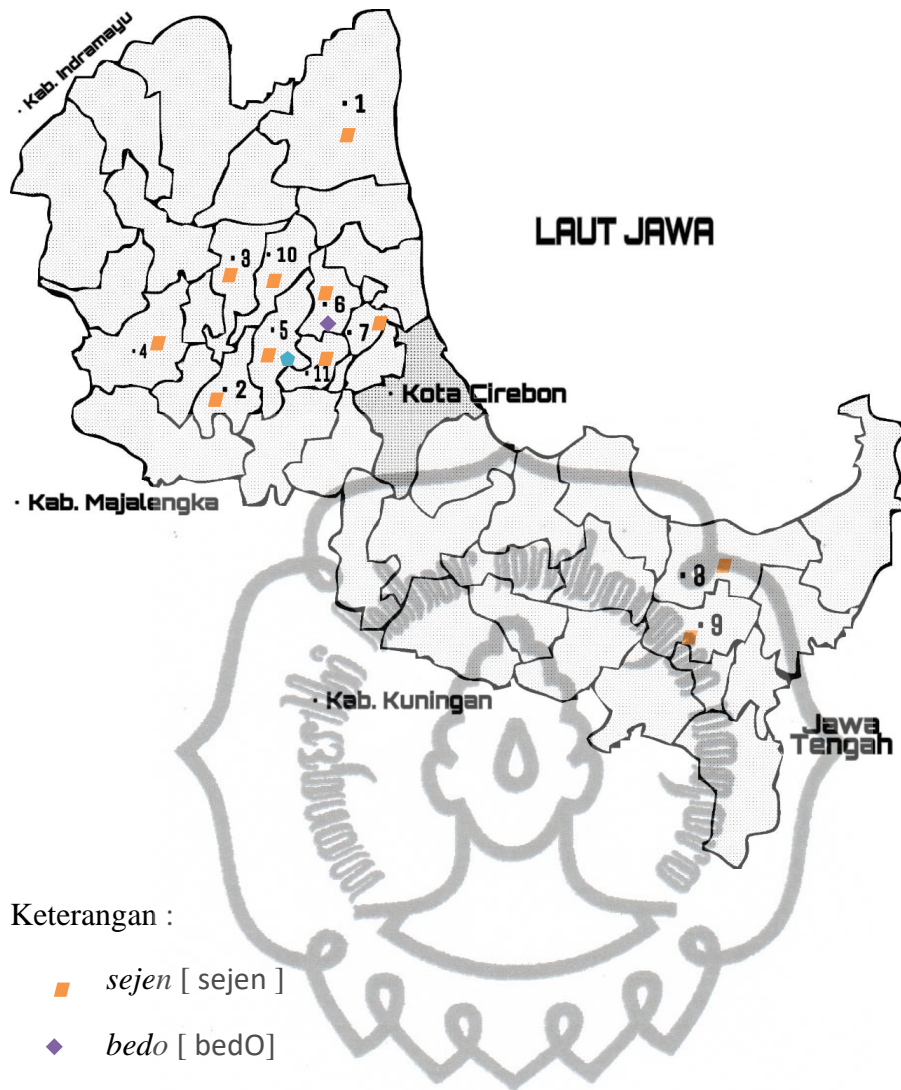 · Kab. Indramayu
· 1
LAUT JAWA
· 3
· 10
· 6
· 5
· 7
· 4
· 11
· 2
· Kota Cirebon
· Kab. Majalengka
· 8
· 9
· Kab. Kuningan
Jawa
Tengah
Keterangan :
sejen [ sejen ]
bedo [ bedO]